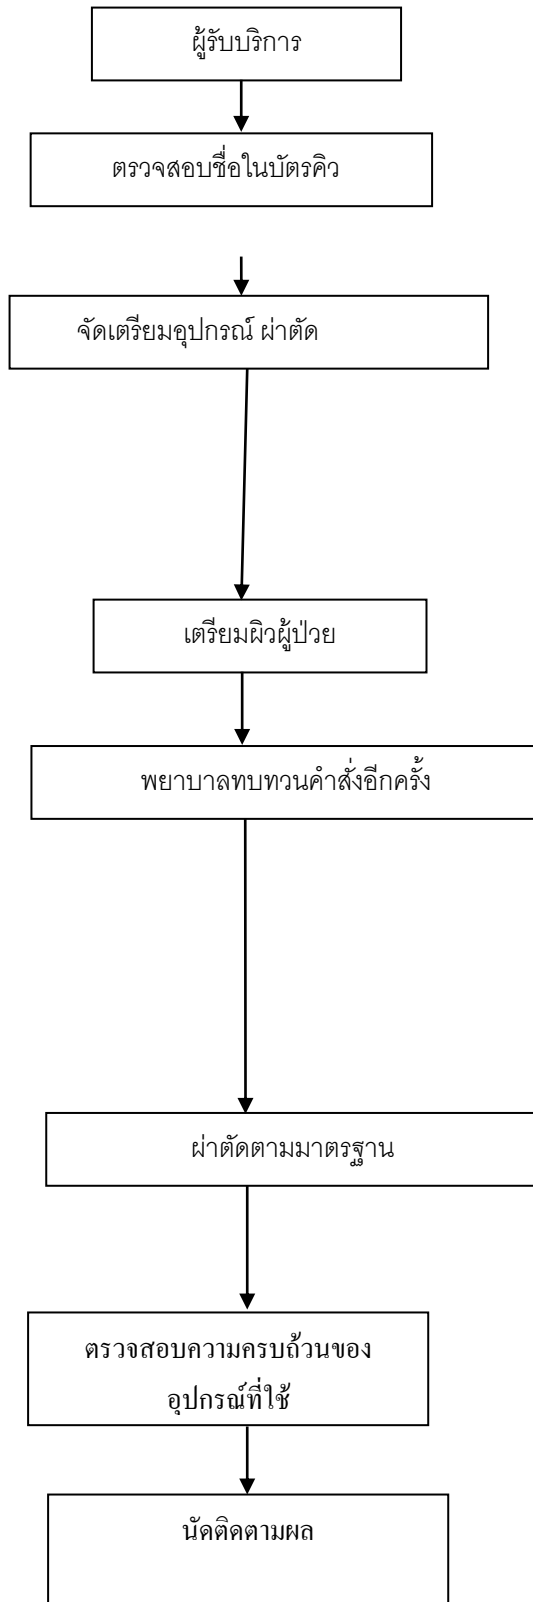 ผู้รับบริการ
ตรวจสอบชื่อในบัตรคิว
จัดเตรียมอุปกรณ์ ผ่าตัด
เตรียมผิวผู้ป่วย
พยาบาลทบทวนคำสั่งอีกครั้ง
ผ่าตัดตามมาตรฐาน
ตรวจสอบความครบถ้วนของ
อุปกรณ์ที่ใช้
นัดติดตามผล